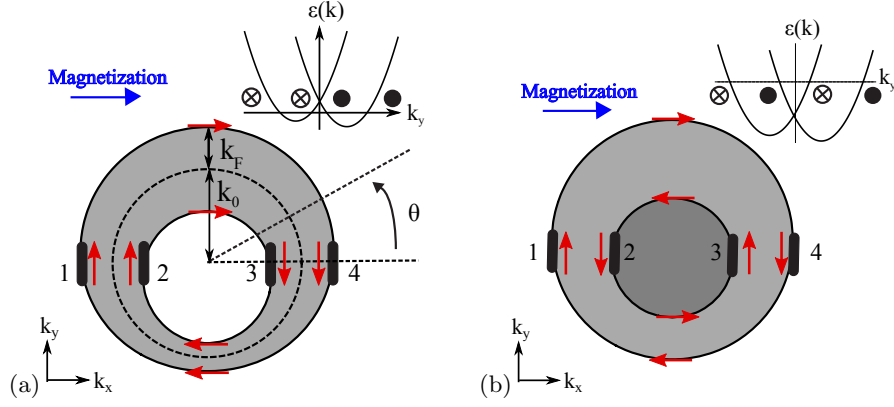 ε(k)
Magnetization
k_y
k_F
k_0
θ
1
2
3
4
k_y
k_x
(a)
ε(k)
k_y
Magnetization
1
2
3
4
k_y
k_x
(b)